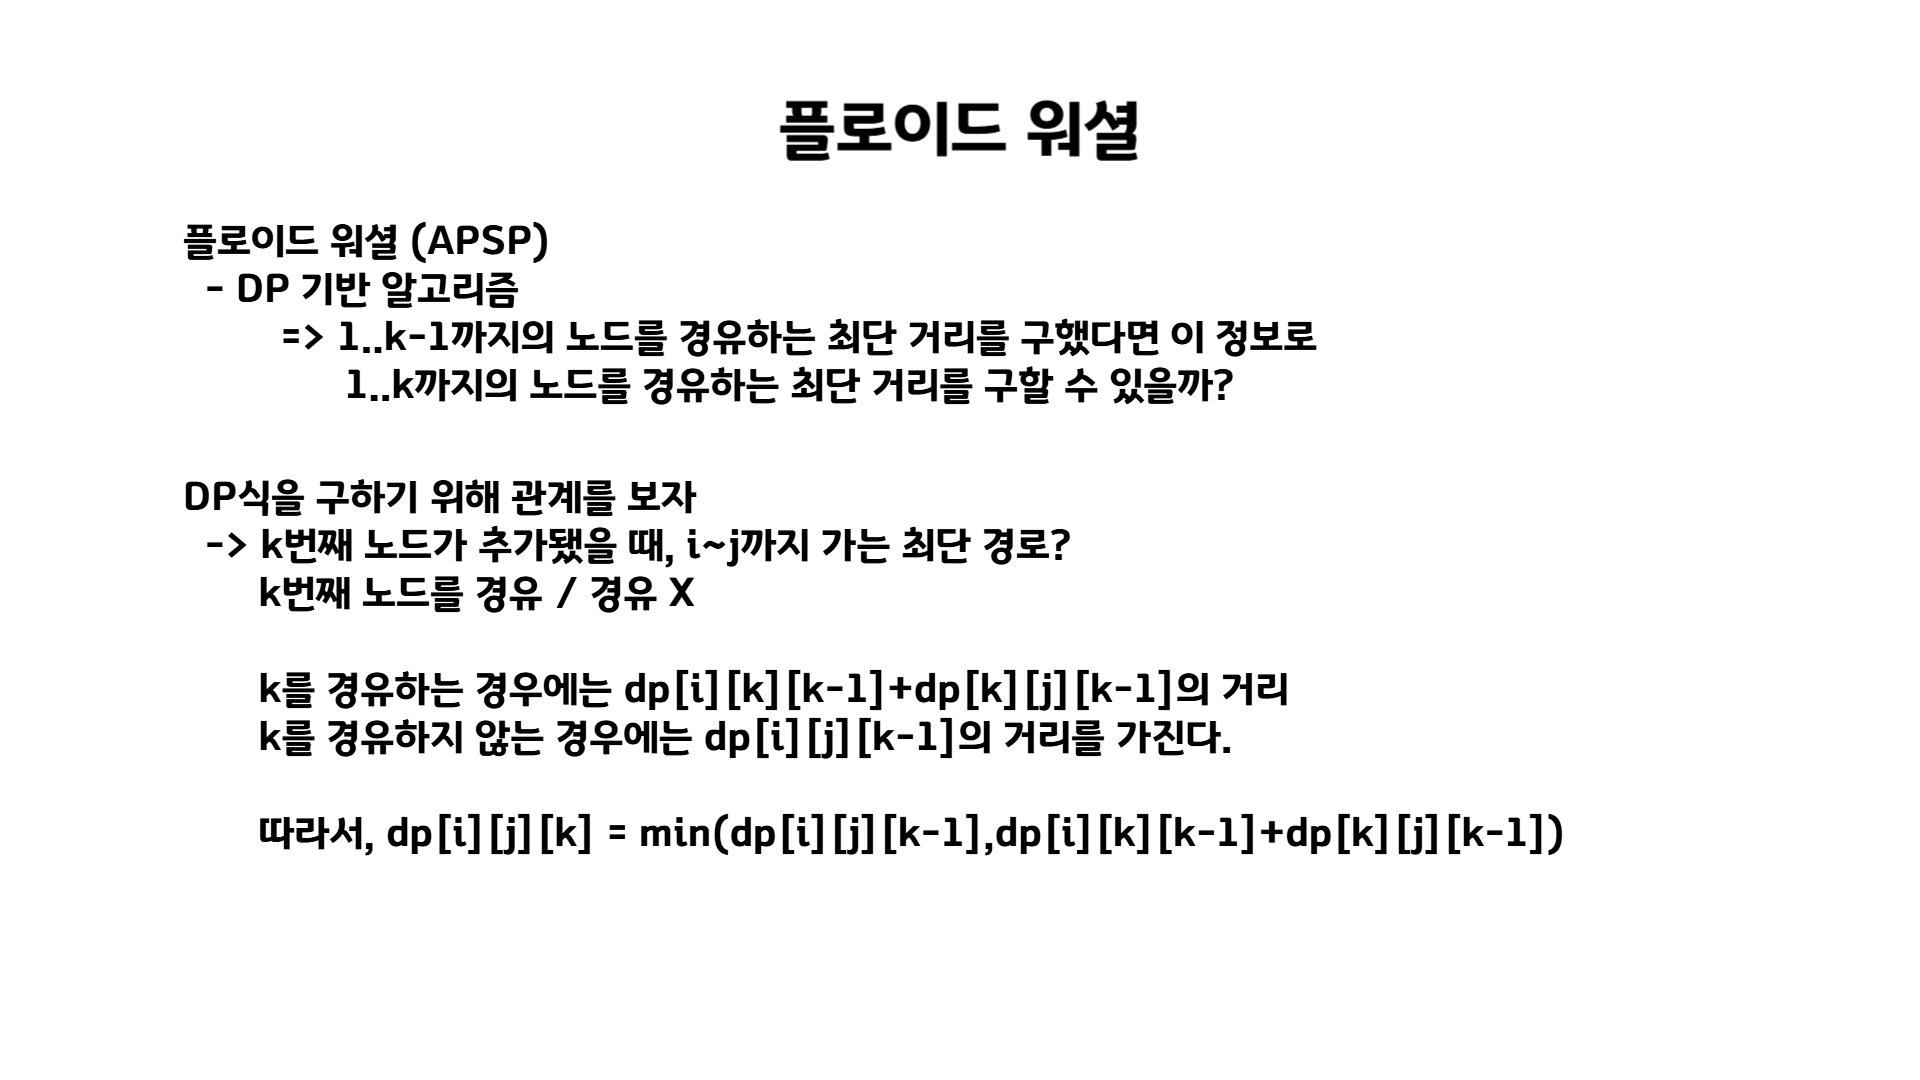 플로이드 워셜
플로이드 워셜 (APSP)
- DP 기반 알고리즘
=> 1..k-1까지의 노드를 경유하는 최단 거리를 구했다면 이 정보로
1..k까지의 노드를 경유하는 최단 거리를 구할 수 있을까?
DP식을 구하기 위해 관계를 보자
-> k번째 노드가 추가됐을 때, i~j까지 가는 최단 경로?
k번째 노드를 경유 / 경유 X
k를 경유하는 경우에는 dp[i][k][k-1]+dp[k][j][k-1]의 거리
k를 경유하지 않는 경우에는 dp[i][j][k-1]의 거리를 가진다.
따라서, dp[i][j][k] = min(dp[i][j][k-1],dp[i][k][k-1]+dp[k][j][k-1])